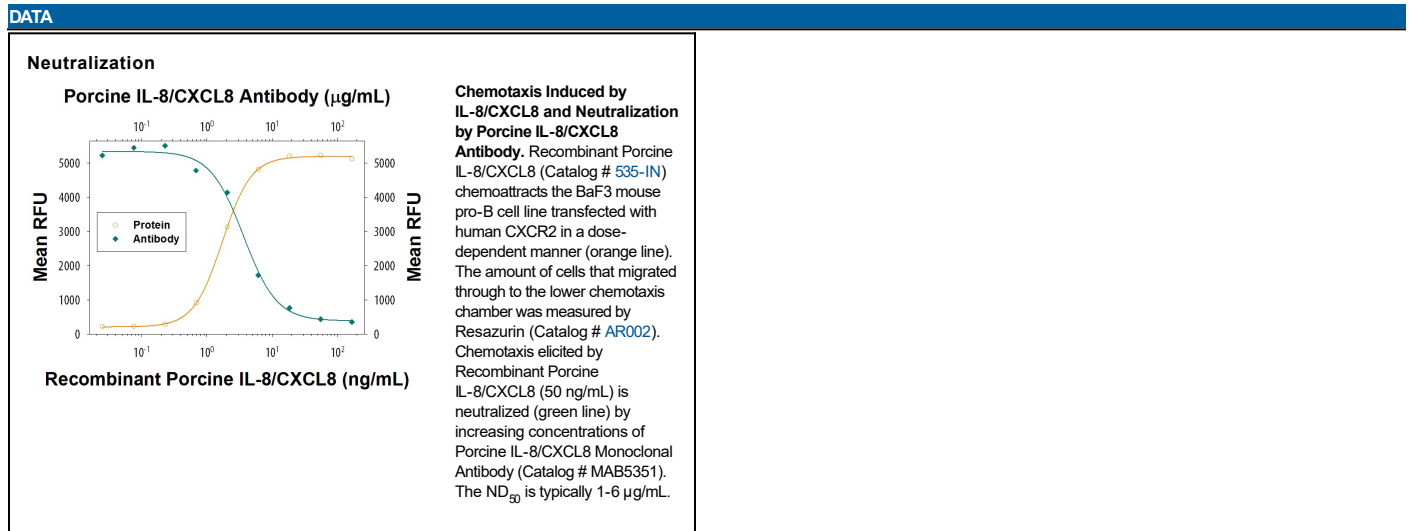 DATA
Neutralization
Porcine IL-8/CXCL8 Antibody (μg/mL)
10⁻¹ 10⁰ 10¹ 10²
5000 5000
4000 4000
3000 3000
2000 2000
1000 1000
0 0
Mean RFU
Mean RFU
Protein
Antibody
10⁻¹ 10⁰ 10¹ 10²
Recombinant Porcine IL-8/CXCL8 (ng/mL)
Chemotaxis Induced by
IL-8/CXCL8 and Neutralization
by Porcine IL-8/CXCL8
Antibody. Recombinant Porcine
IL-8/CXCL8 (Catalog # 535-IN)
chemoattracts the BaF3 mouse
pro-B cell line transfected with
human CXCR2 in a dose-
dependent manner (orange line).
The amount of cells that migrated
through to the lower chemotaxis
chamber was measured by
Resazurin (Catalog # AR002).
Chemotaxis elicited by
Recombinant Porcine
IL-8/CXCL8 (50 ng/mL) is
neutralized (green line) by
increasing concentrations of
Porcine IL-8/CXCL8 Monoclonal
Antibody (Catalog # MAB5351).
The ND₅₀ is typically 1-6 µg/mL.